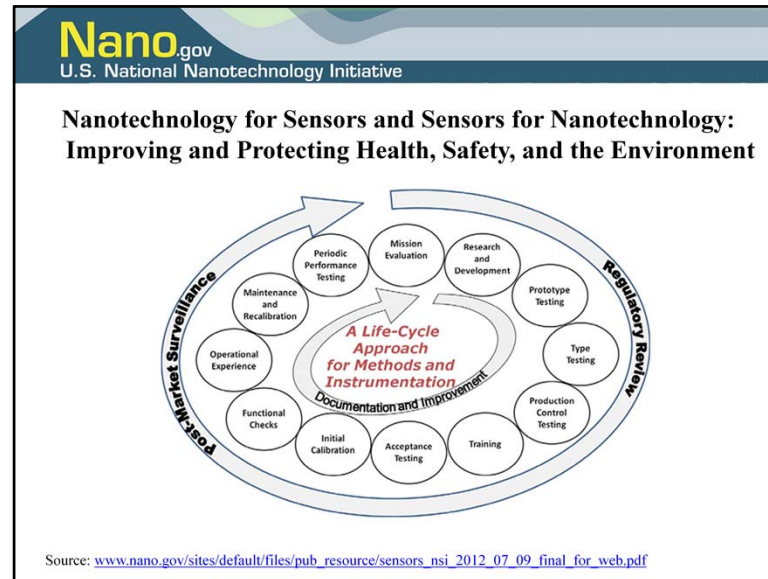 Nano.gov
U.S. National Nanotechnology Initiative
Nanotechnology for Sensors and Sensors for Nanotechnology:
Improving and Protecting Health, Safety, and the Environment
Mission
Evaluation
Research
and
Development
Prototype
Testing
Type
Testing
Production
Control
Testing
Training
Acceptance
Testing
Initial
Calibration
Functional
Checks
Operational
Experience
Maintenance
and
Recalibration
Periodic
Performance
Testing
Regulatory Review
Post-Market Surveillance
A Life-Cycle
Approach
for Methods and
Instrumentation
Documentation and Improvement
Source: www.nano.gov/sites/default/files/pub_resource/sensors_nsi_2012_07_09_final_for_web.pdf